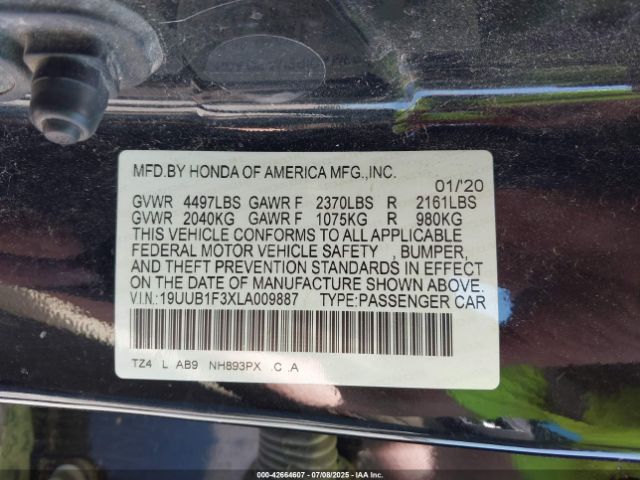 MFD.BY HONDA OF AMERICA MFG.,INC.
01/'20
GVWR 4497LBS GAWR F 2370LBS R 2161LBS
GVWR 2040KG GAWR F 1075KG R 980KG
THIS VEHICLE CONFORMS TO ALL APPLICABLE
FEDERAL MOTOR VEHICLE SAFETY , BUMPER,
AND THEFT PREVENTION STANDARDS IN EFFECT
ON THE DATE OF MANUFACTURE SHOWN ABOVE.
V.I.N.:19UUB1F3XLA009887 TYPE:PASSENGER CAR
TZ4 L AB9 NH893PX .C .A
000-42664607 - 07/08/2025 - IAAI.COM